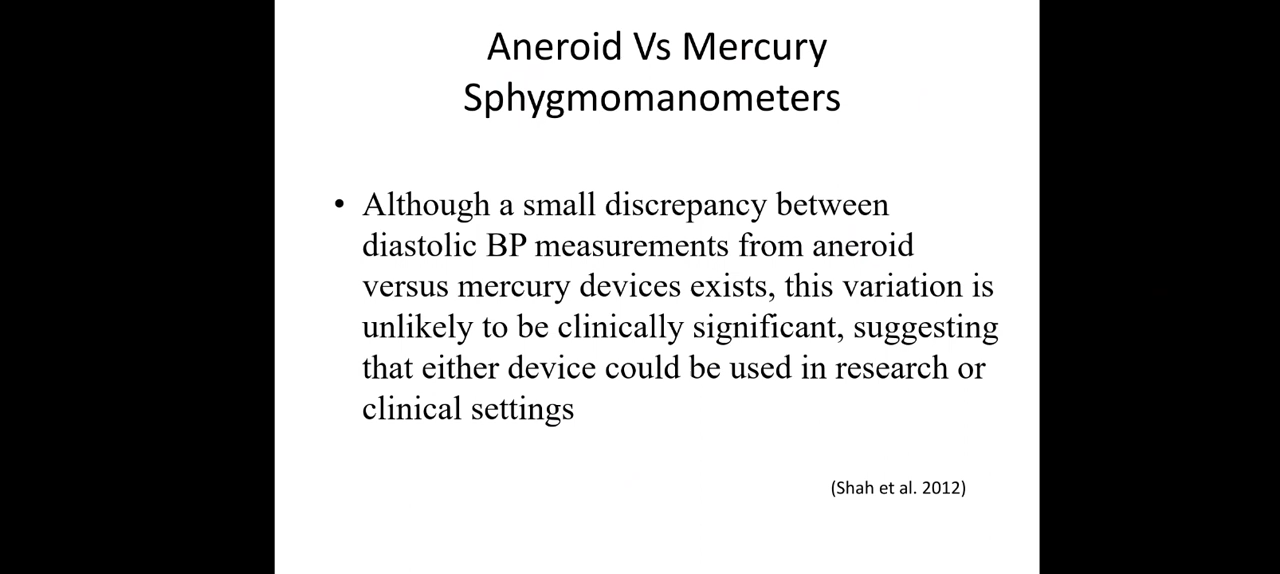 Aneroid Vs Mercury
Sphygmomanometers
• Although a small discrepancy between
diastolic BP measurements from aneroid
versus mercury devices exists, this variation is
unlikely to be clinically significant, suggesting
that either device could be used in research or
clinical settings
(Shah et al. 2012)